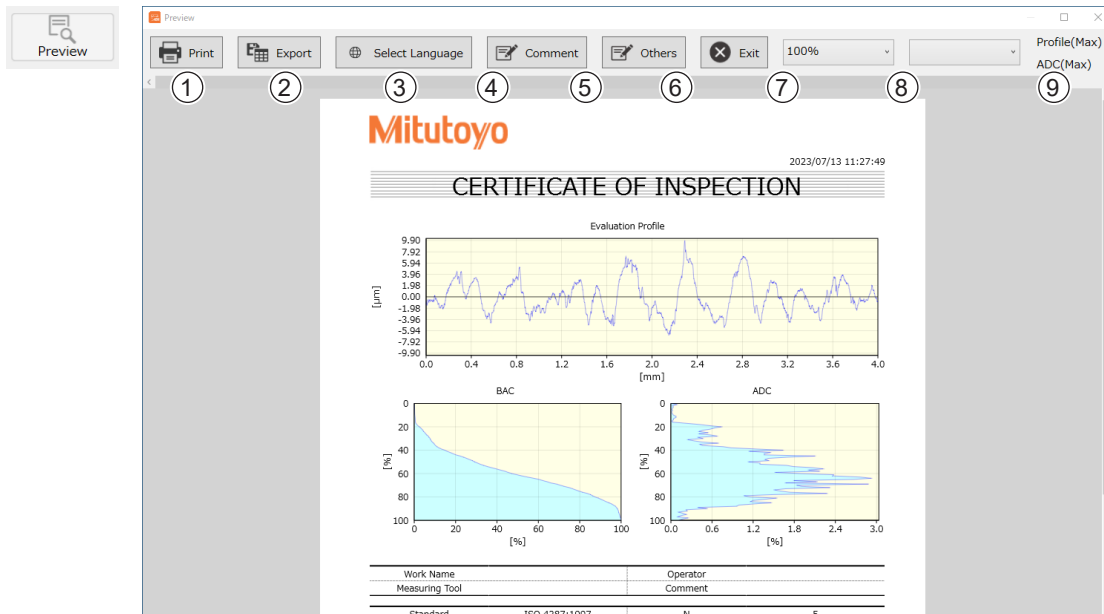 Preview
Preview
Print
Export
Select Language
Comment
Others
Exit
100%
Profile(Max)
ADC(Max)
1 2 3 4 5 6 7 8 9
Mitutoyo
2023/07/13 11:27:49
CERTIFICATE OF INSPECTION
Evaluation Profile
9.90
7.92
5.94
3.96
1.98
0.00
-1.98
-3.96
-5.94
-7.92
-9.90
[µm]
0.0 0.4 0.8 1.2 1.6 2.0 2.4 2.8 3.2 3.6 4.0
[mm]
BAC
0
20
40
60
80
100
[%]
0 20 40 60 80 100
[%]
ADC
0
20
40
60
80
100
[%]
0.0 0.6 1.2 1.8 2.4 3.0
[%]
Work Name Operator
Measuring Tool Comment
Standard ISO 4287:1997 N 5